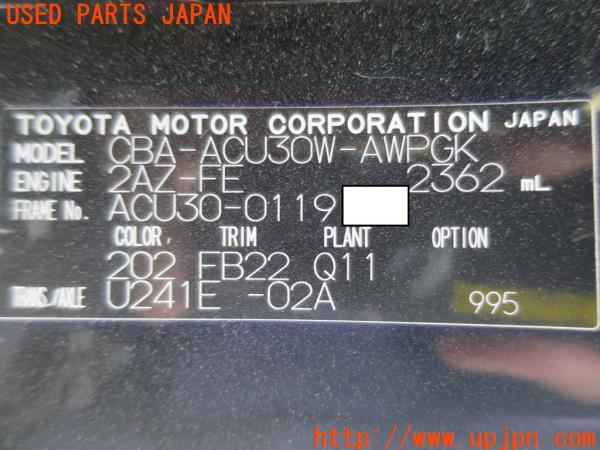 USED PARTS JAPAN
TOYOTA MOTOR CORPORATION JAPAN
MODEL CBA-ACU30W-AWPGK
ENGINE 2AZ-FE 2362 mL
FRAME No. ACU30-0119
COLOR, TRIM PLANT OPTION
202 FB22 Q11
TRANS./AXLE U241E -02A 995
http://www.upjpn.com/